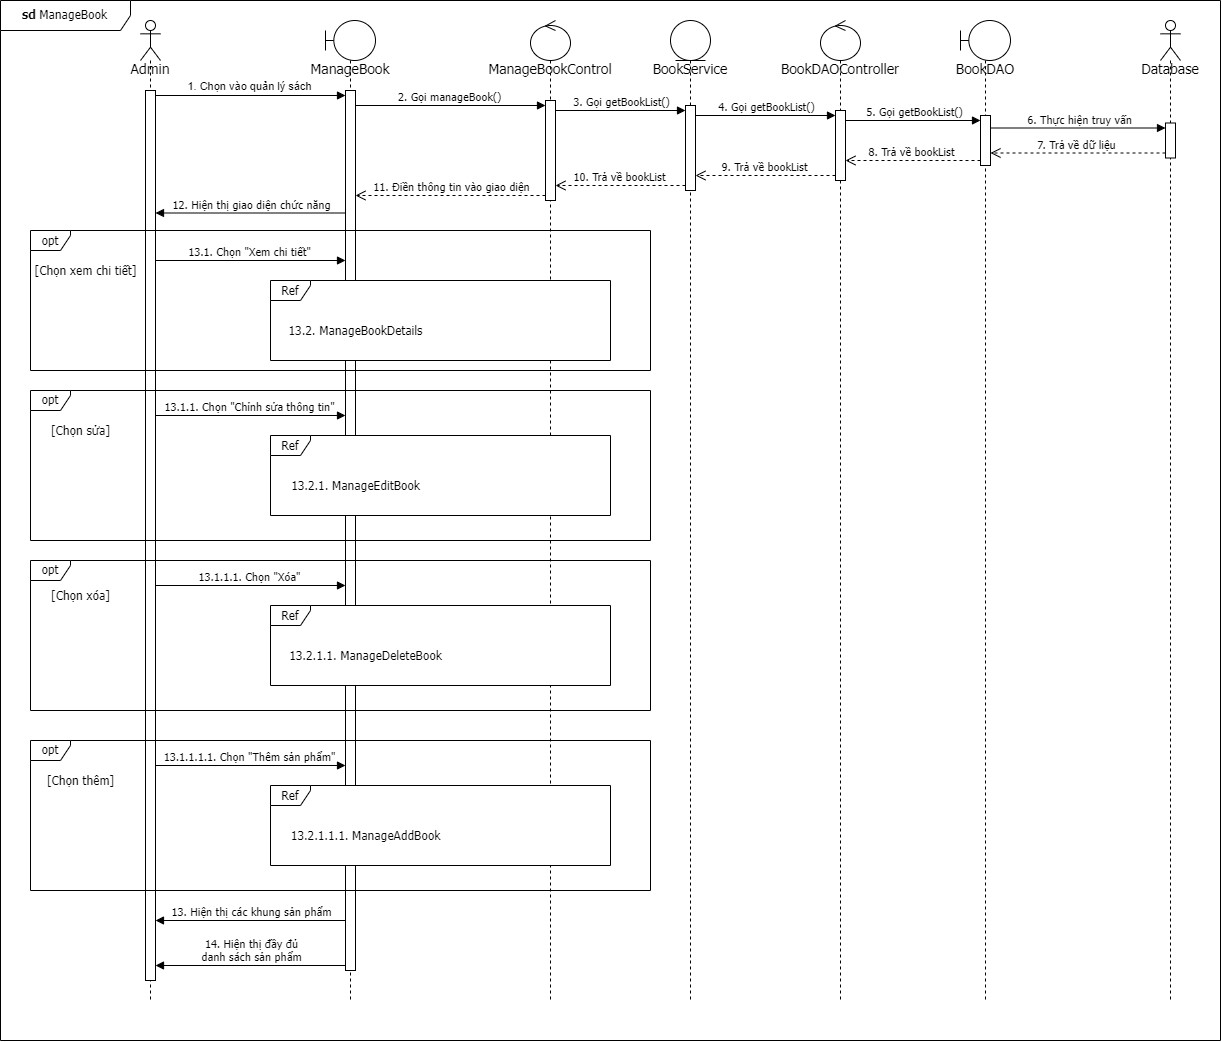 sd ManageBook
Admin
ManageBook
ManageBookControl
BookService
BookDAOController
BookDAO
Database
1. Chọn vào quản lý sách
2. Gọi manageBook()
3. Gọi getBookList()
4. Gọi getBookList()
5. Gọi getBookList()
6. Thực hiện truy vấn
7. Trả về dữ liệu
8. Trả về bookList
9. Trả về bookList
10. Trả về bookList
11. Điền thông tin vào giao diện
12. Hiện thị giao diện chức năng
opt
[Chọn xem chi tiết]
13.1. Chọn "Xem chi tiết"
Ref
13.2. ManageBookDetails
opt
[Chọn sửa]
13.1.1. Chọn "Chỉnh sửa thông tin"
Ref
13.2.1. ManageEditBook
opt
[Chọn xóa]
13.1.1.1. Chọn "Xóa"
Ref
13.2.1.1. ManageDeleteBook
opt
[Chọn thêm]
13.1.1.1.1. Chọn "Thêm sản phẩm"
Ref
13.2.1.1.1. ManageAddBook
13. Hiện thị các khung sản phẩm
14. Hiện thị đầy đủ
danh sách sản phẩm